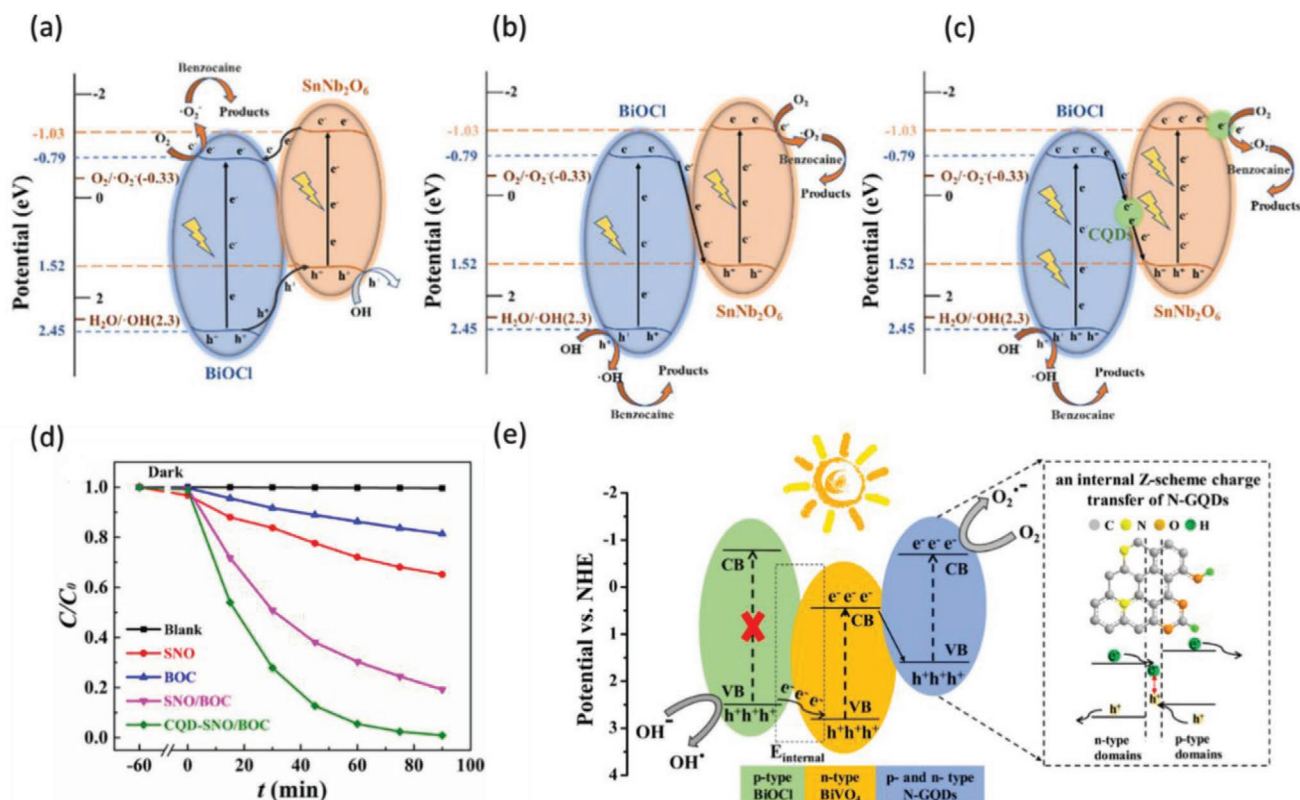 (a)
Benzocaine
SnNb₂O₆
-2
·O₂⁻
Products
-1.03
O₂
-0.79
O₂/·O₂⁻(-0.33)
0
1.52
2
H₂O/·OH(2.3)
2.45
Potential (eV)
e⁻ e⁻ e⁻
e⁻
h⁺ h⁺
h⁺
OH
BiOCl
(b)
-2
BiOCl
O₂
-1.03
·O₂⁻
-0.79
Benzocaine
O₂/·O₂⁻(-0.33)
Products
0
1.52
2
SnNb₂O₆
H₂O/·OH(2.3)
2.45
Potential (eV)
OH⁻
·OH
Products
Benzocaine
(c)
-2
BiOCl
O₂
-1.03
·O₂⁻
-0.79
Benzocaine
O₂/·O₂⁻(-0.33)
Products
0
CQDs
1.52
2
SnNb₂O₆
H₂O/·OH(2.3)
2.45
Potential (eV)
OH⁻
·OH
Products
Benzocaine
(d)
Dark
1.0
0.8
0.6
0.4
0.2
0.0
C/C₀
Blank
SNO
BOC
SNO/BOC
CQD-SNO/BOC
-60 0 20 40 60 80 100
t (min)
(e)
-2
-1
0
1
2
3
4
Potential vs. NHE
CB
VB
h⁺h⁺h⁺
OH⁻
OH•
e⁻ e⁻ e⁻
E internal
e⁻ e⁻ e⁻
CB
VB
h⁺h⁺h⁺
O₂•⁻
O₂
e⁻ e⁻ e⁻
CB
VB
h⁺h⁺h⁺
p-type
BiOCl
n-type
BiVO₄
p- and n- type
N-GQDs
an internal Z-scheme charge
transfer of N-GQDs
C N O H
e⁻ e⁻
e⁻
h⁺
h⁺ h⁺
n-type
domains
p-type
domains